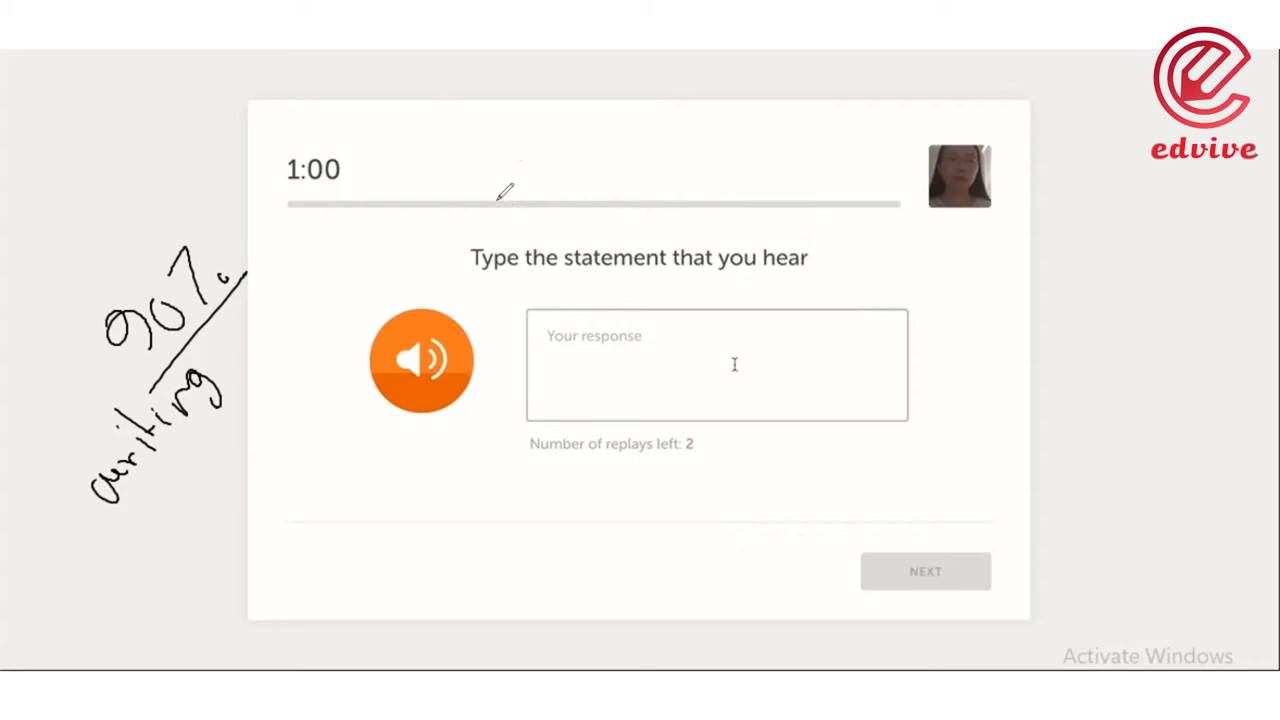 edvive
1:00
Type the statement that you hear
Your response
Number of replays left: 2
NEXT
90%
writing
Activate Windows